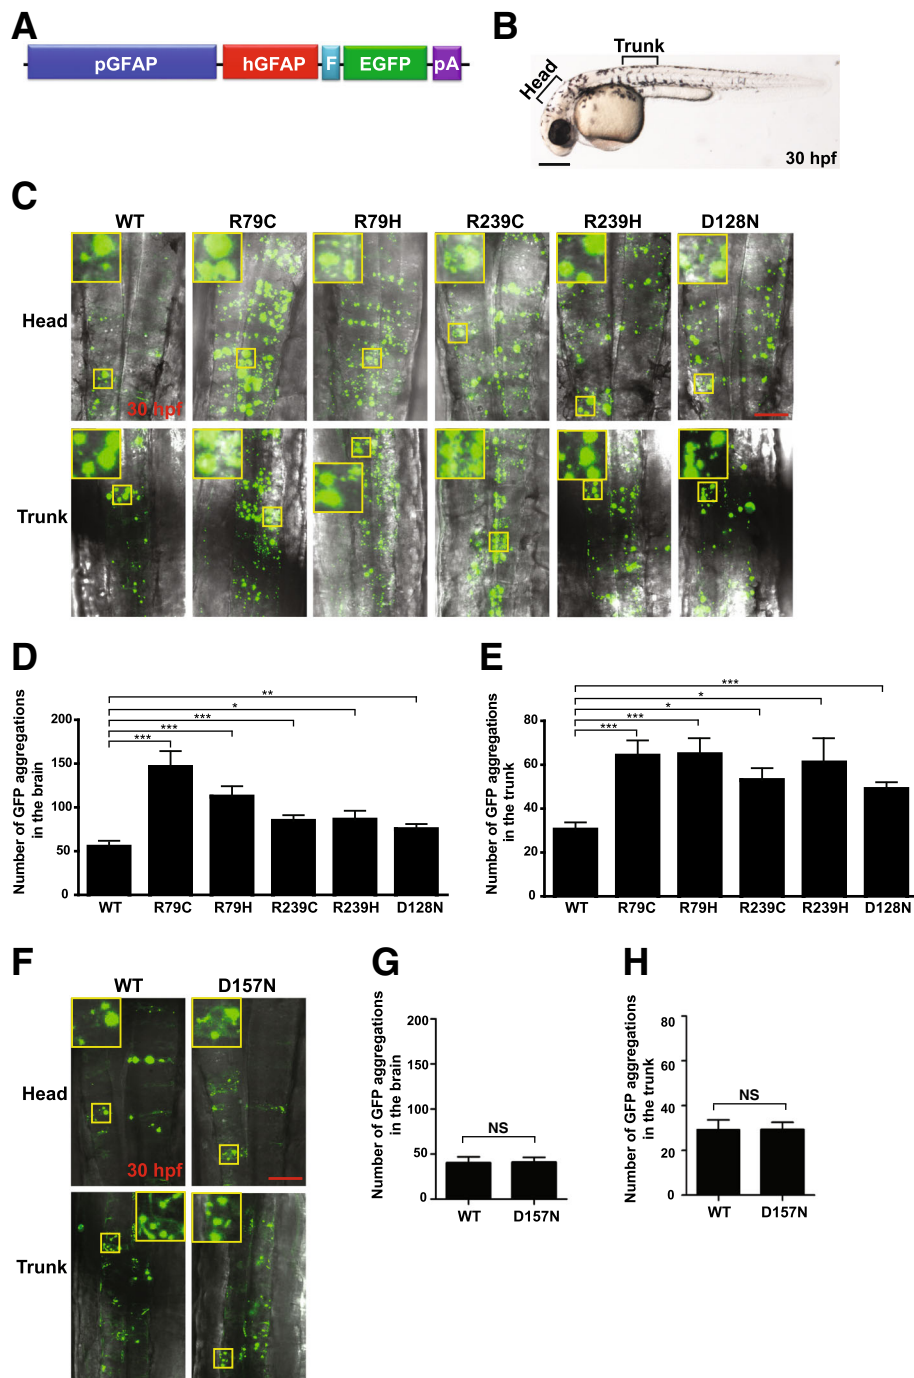 A
pGFAP hGFAP F EGFP pA
B
Head
Trunk
30 hpf
C
WT R79C R79H R239C R239H D128N
Head
30 hpf
Trunk
D
Number of GFP aggregations
in the brain
200
150
100
50
0
***
***
***
*
**
WT R79C R79H R239C R239H D128N
E
Number of GFP aggregations
in the trunk
80
60
40
20
0
***
***
*
*
***
WT R79C R79H R239C R239H D128N
F
WT D157N
Head
30 hpf
Trunk
G
Number of GFP aggregations
in the brain
200
150
100
50
0
NS
WT D157N
H
Number of GFP aggregations
in the trunk
80
60
40
20
0
NS
WT D157N